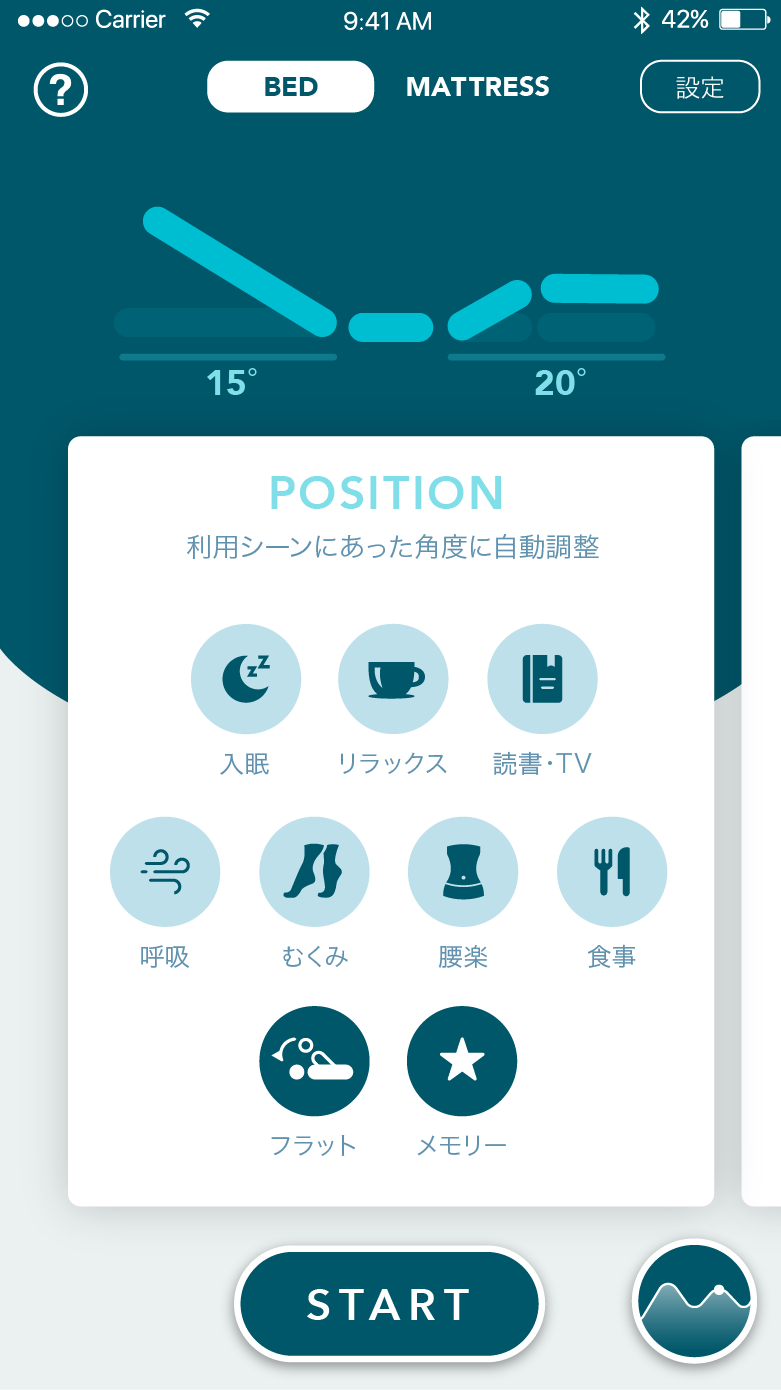 ●●●○○ Carrier 9:41 AM 42%
? BED MATTRESS 設定
15° 20°
POSITION
利用シーンにあった角度に自動調整
入眠 リラックス 読書・TV
呼吸 むくみ 腰楽 食事
フラット メモリー
START